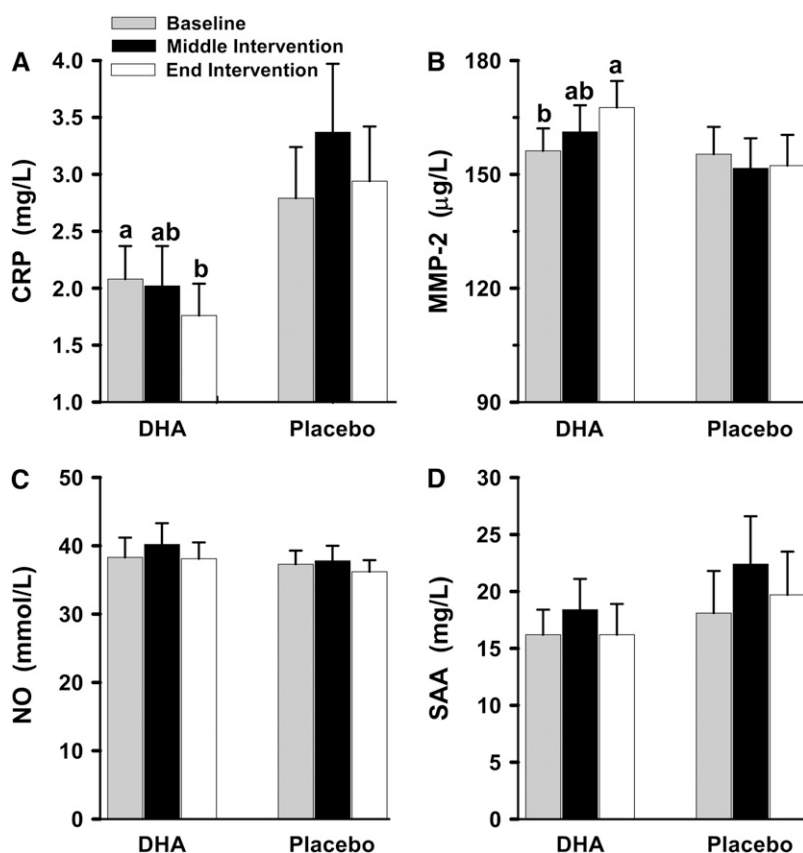 Baseline
Middle Intervention
End Intervention
A
CRP (mg/L)
4.0
3.5
3.0
2.5
2.0
1.5
1.0
a
ab
b
DHA
Placebo
B
MMP-2 (μg/L)
180
150
120
90
b
ab
a
DHA
Placebo
C
NO (mmol/L)
50
40
30
20
10
0
DHA
Placebo
D
SAA (mg/L)
30
25
20
15
10
5
0
DHA
Placebo